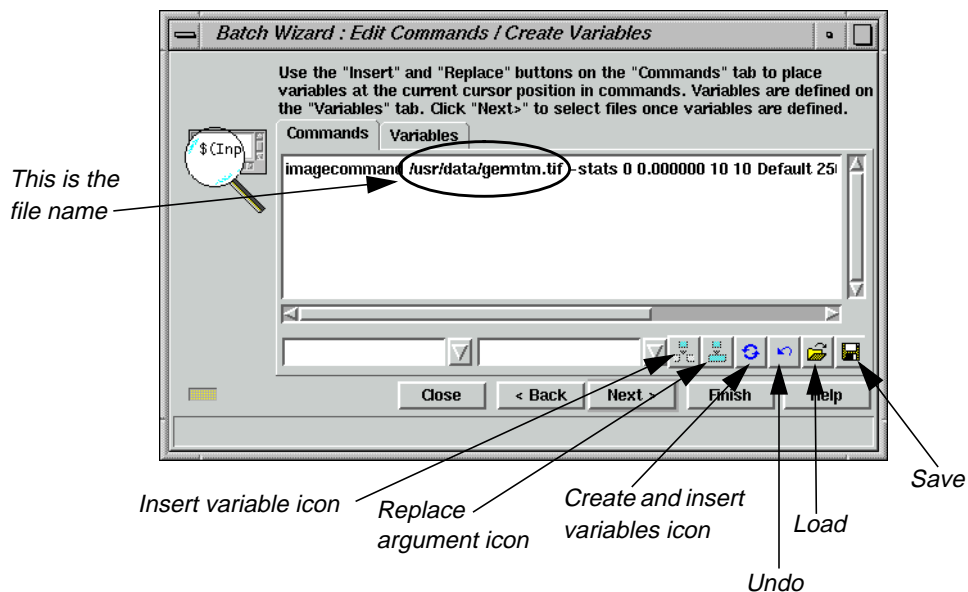 Batch Wizard : Edit Commands / Create Variables
Use the "Insert" and "Replace" buttons on the "Commands" tab to place
variables at the current cursor position in commands. Variables are defined on
the "Variables" tab. Click "Next>" to select files once variables are defined.
Commands Variables
$(Inp
imagecommand /usr/data/germtm.tif -stats 0 0.000000 10 10 Default 25
This is the
file name
Close < Back Next > Finish Help
Save
Insert variable icon
Replace
argument icon
Create and insert
variables icon
Load
Undo